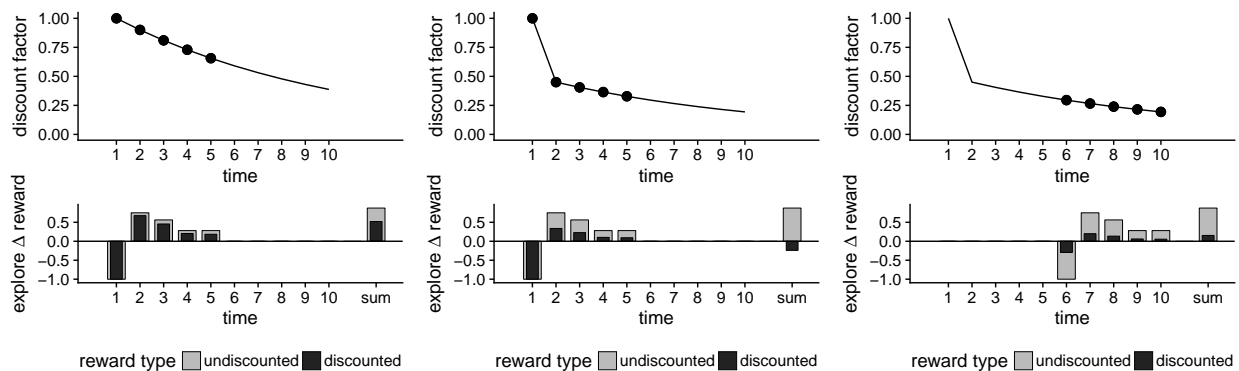 discount factor
1.00
0.75
0.50
0.25
0.00
1 2 3 4 5 6 7 8 9 10
time
explore Δ reward
0.5
0.0
−0.5
−1.0
1 2 3 4 5 6 7 8 9 10 sum
time
reward type undiscounted discounted
discount factor
1.00
0.75
0.50
0.25
0.00
1 2 3 4 5 6 7 8 9 10
time
explore Δ reward
0.5
0.0
−0.5
−1.0
1 2 3 4 5 6 7 8 9 10 sum
time
reward type undiscounted discounted
discount factor
1.00
0.75
0.50
0.25
0.00
1 2 3 4 5 6 7 8 9 10
time
explore Δ reward
0.5
0.0
−0.5
−1.0
1 2 3 4 5 6 7 8 9 10 sum
time
reward type undiscounted discounted